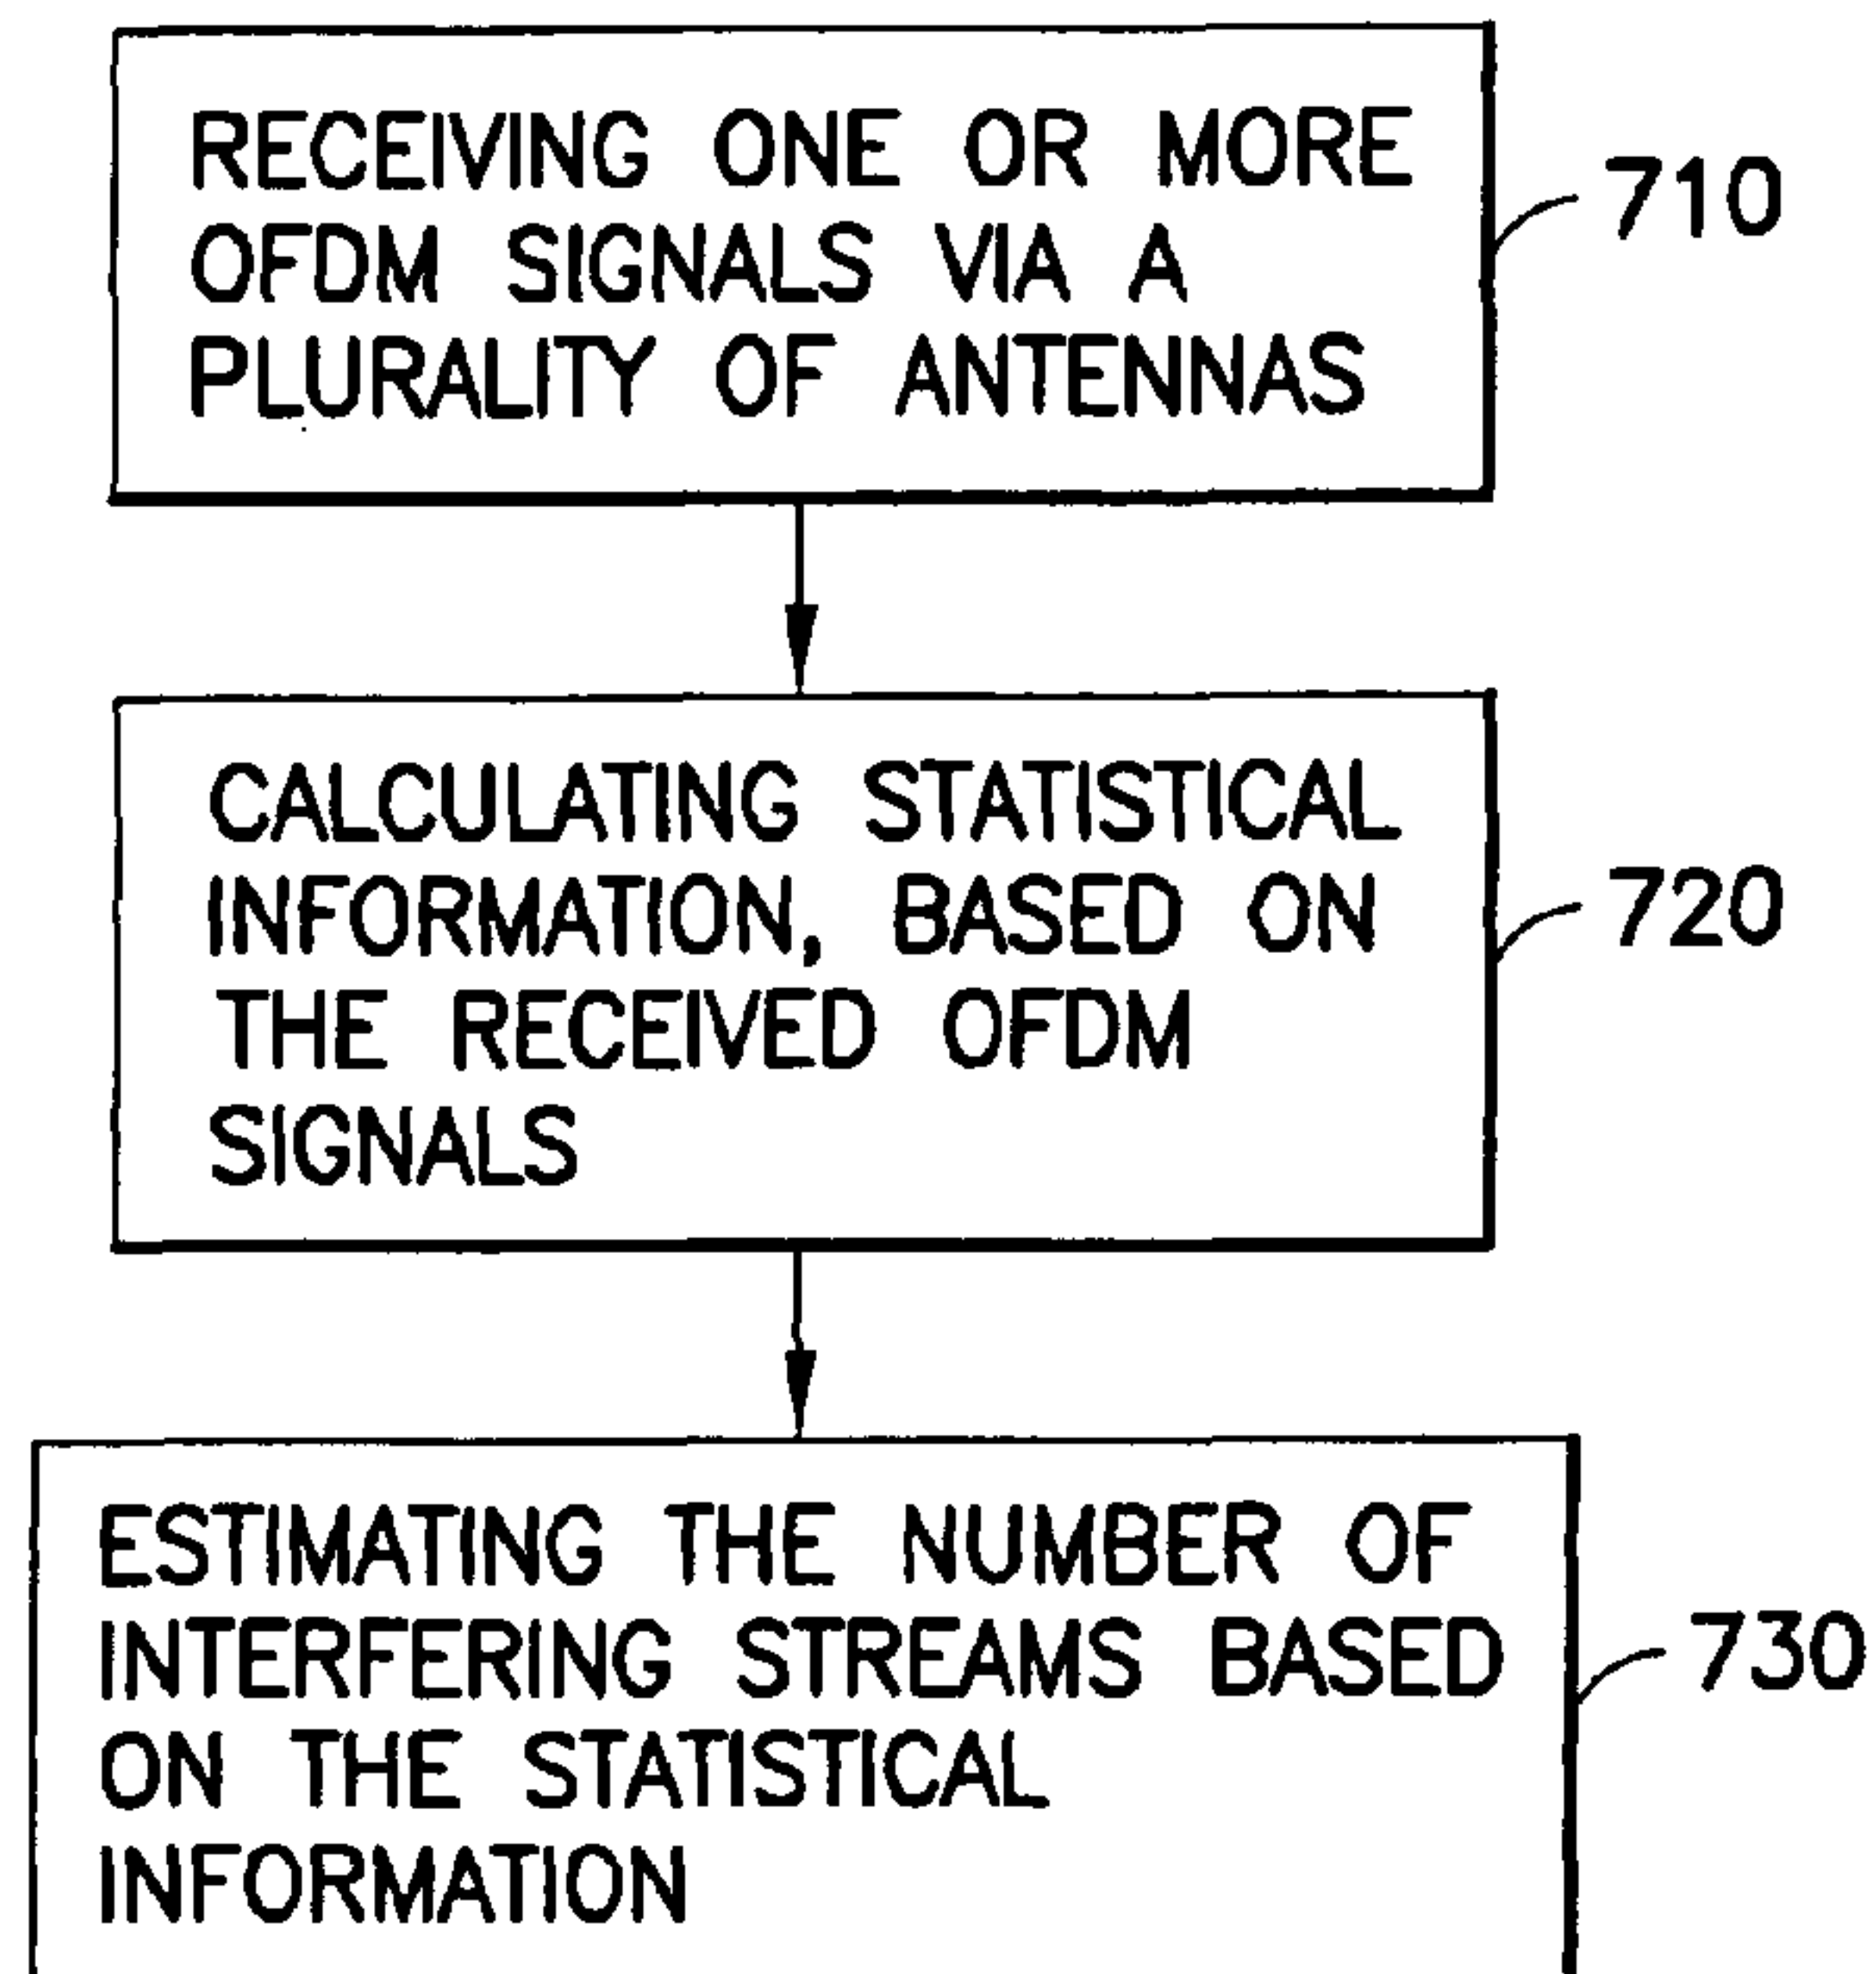 RECEIVING ONE OR MORE
OFDM SIGNALS VIA A
PLURALITY OF ANTENNAS
710
CALCULATING STATISTICAL
INFORMATION, BASED ON
THE RECEIVED OFDM
SIGNALS
720
ESTIMATING THE NUMBER OF
INTERFERING STREAMS BASED
ON THE STATISTICAL
INFORMATION
730